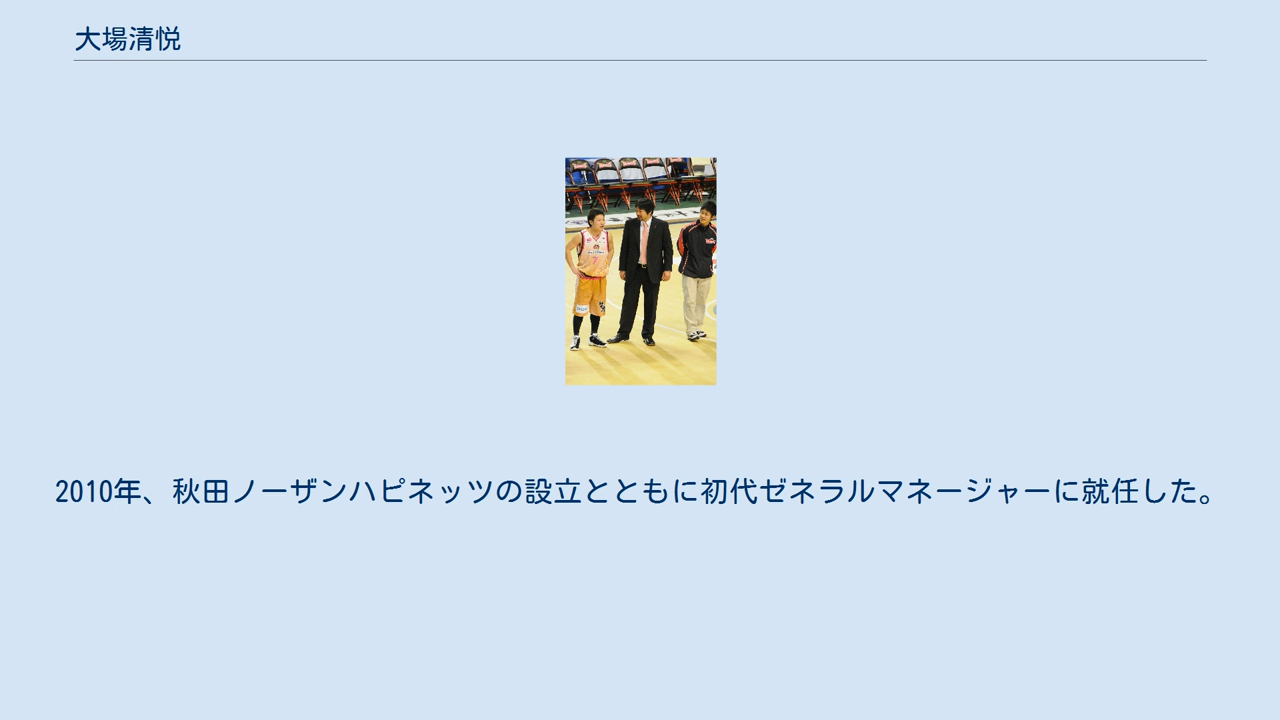 大場清悦
2010年、秋田ノーザンハピネッツの設立とともに初代ゼネラルマネージャーに就任した。